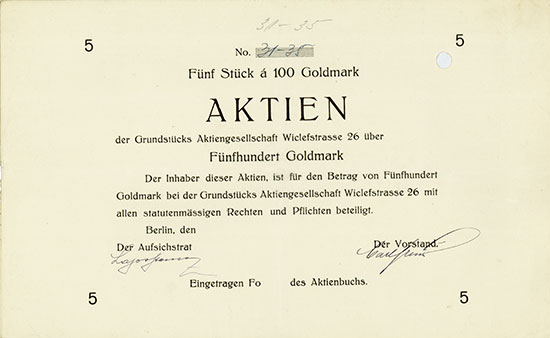 31-35
5
5
No. 31-35
Fünf Stück á 100 Goldmark
AKTIEN
der Grundstücks Aktiengesellschaft Wiclefstrasse 26 über
Fünfhundert Goldmark
Der Inhaber dieser Aktien, ist für den Betrag von Fünfhundert
Goldmark bei der Grundstücks Aktiengesellschaft Wiclefstrasse 26 mit
allen statutenmässigen Rechten und Pflichten beteiligt.
Berlin, den
Der Aufsichtsrat
Der Vorstand.
Eingetragen Fo des Aktienbuchs.
5
5